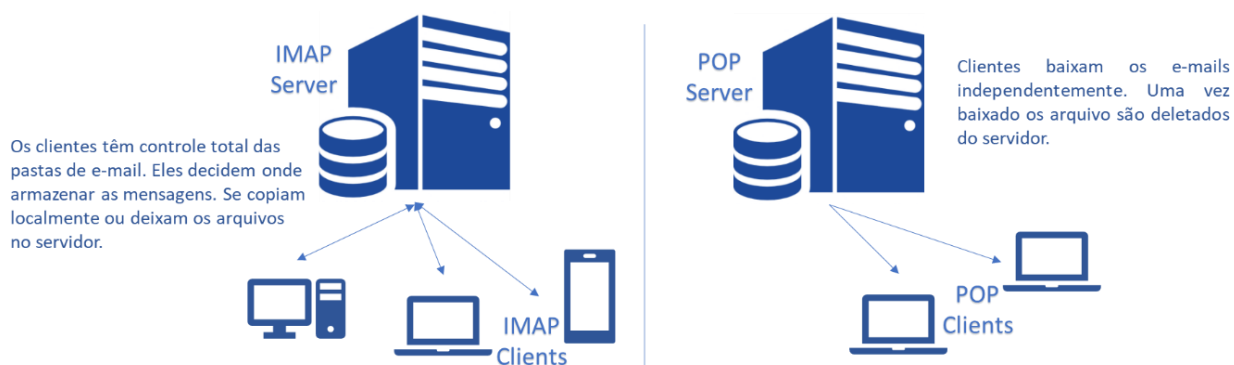 IMAP
Server
Os clientes têm controle total das
pastas de e-mail. Eles decidem onde
armazenar as mensagens. Se copiam
localmente ou deixam os arquivos
no servidor.
IMAP
Clients
POP
Server
Clientes baixam os e-mails
independentemente. Uma vez
baixado os arquivo são deletados
do servidor.
POP
Clients